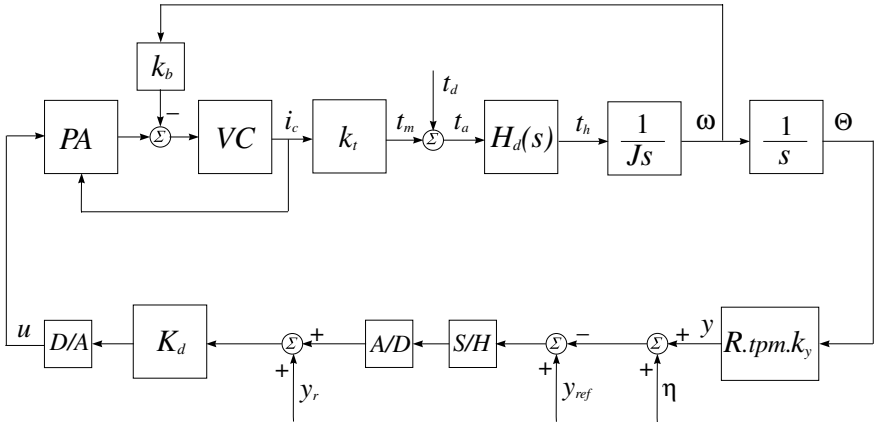 k_b
−
t_d
PA
Σ
VC
i_c
k_t
t_m
Σ
t_a
H_d(s)
t_h
1
Js
ω
1
s
Θ
u
D/A
K_d
Σ
+
+
y_r
A/D
S/H
Σ
−
+
y_ref
Σ
+
+
η
y
R.tpm.k_y